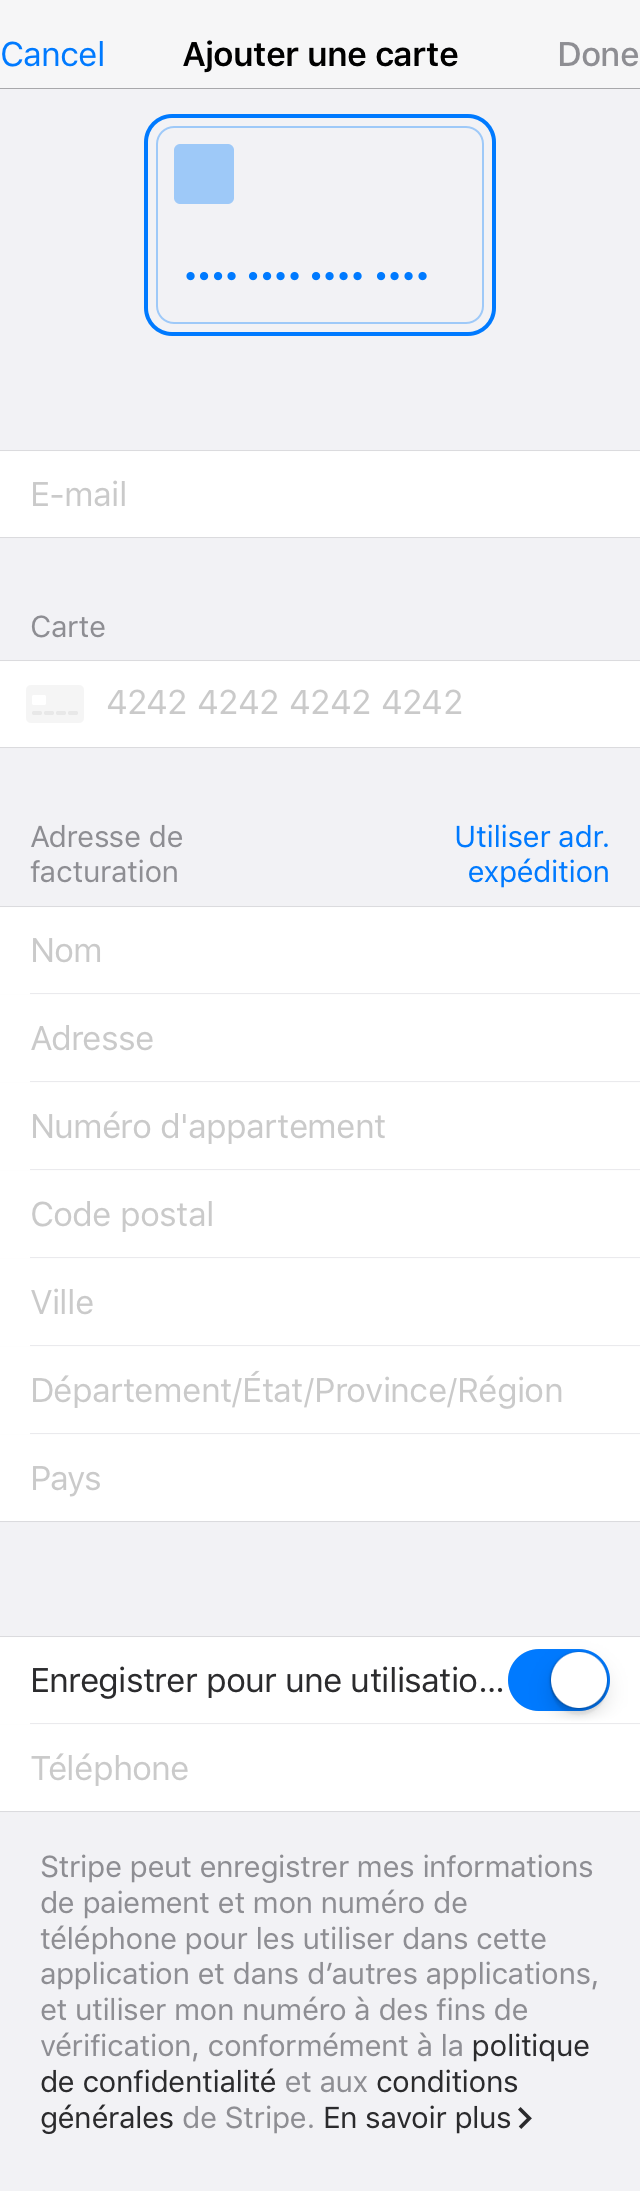 Cancel Ajouter une carte Done
E-mail
Carte
4242 4242 4242 4242
Adresse de facturation
Utiliser adr. expédition
Nom
Adresse
Numéro d'appartement
Code postal
Ville
Département/État/Province/Région
Pays
Enregistrer pour une utilisatio...
Téléphone
Stripe peut enregistrer mes informations
de paiement et mon numéro de
téléphone pour les utiliser dans cette
application et dans d’autres applications,
et utiliser mon numéro à des fins de
vérification, conformément à la politique
de confidentialité et aux conditions
générales de Stripe. En savoir plus